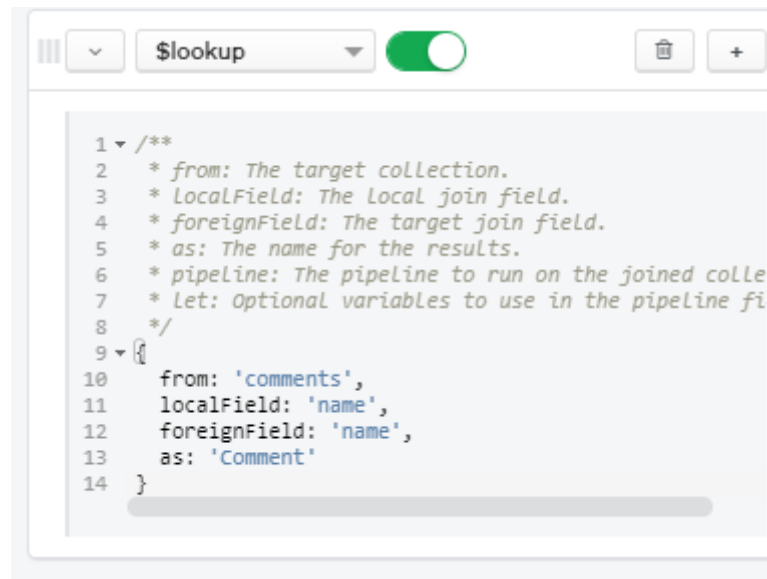 $lookup
1 /**
2 * from: The target collection.
3 * localField: The local join field.
4 * foreignField: The target join field.
5 * as: The name for the results.
6 * pipeline: The pipeline to run on the joined colle
7 * let: Optional variables to use in the pipeline fi
8 */
9 {
10 from: 'comments',
11 localField: 'name',
12 foreignField: 'name',
13 as: 'Comment'
14 }